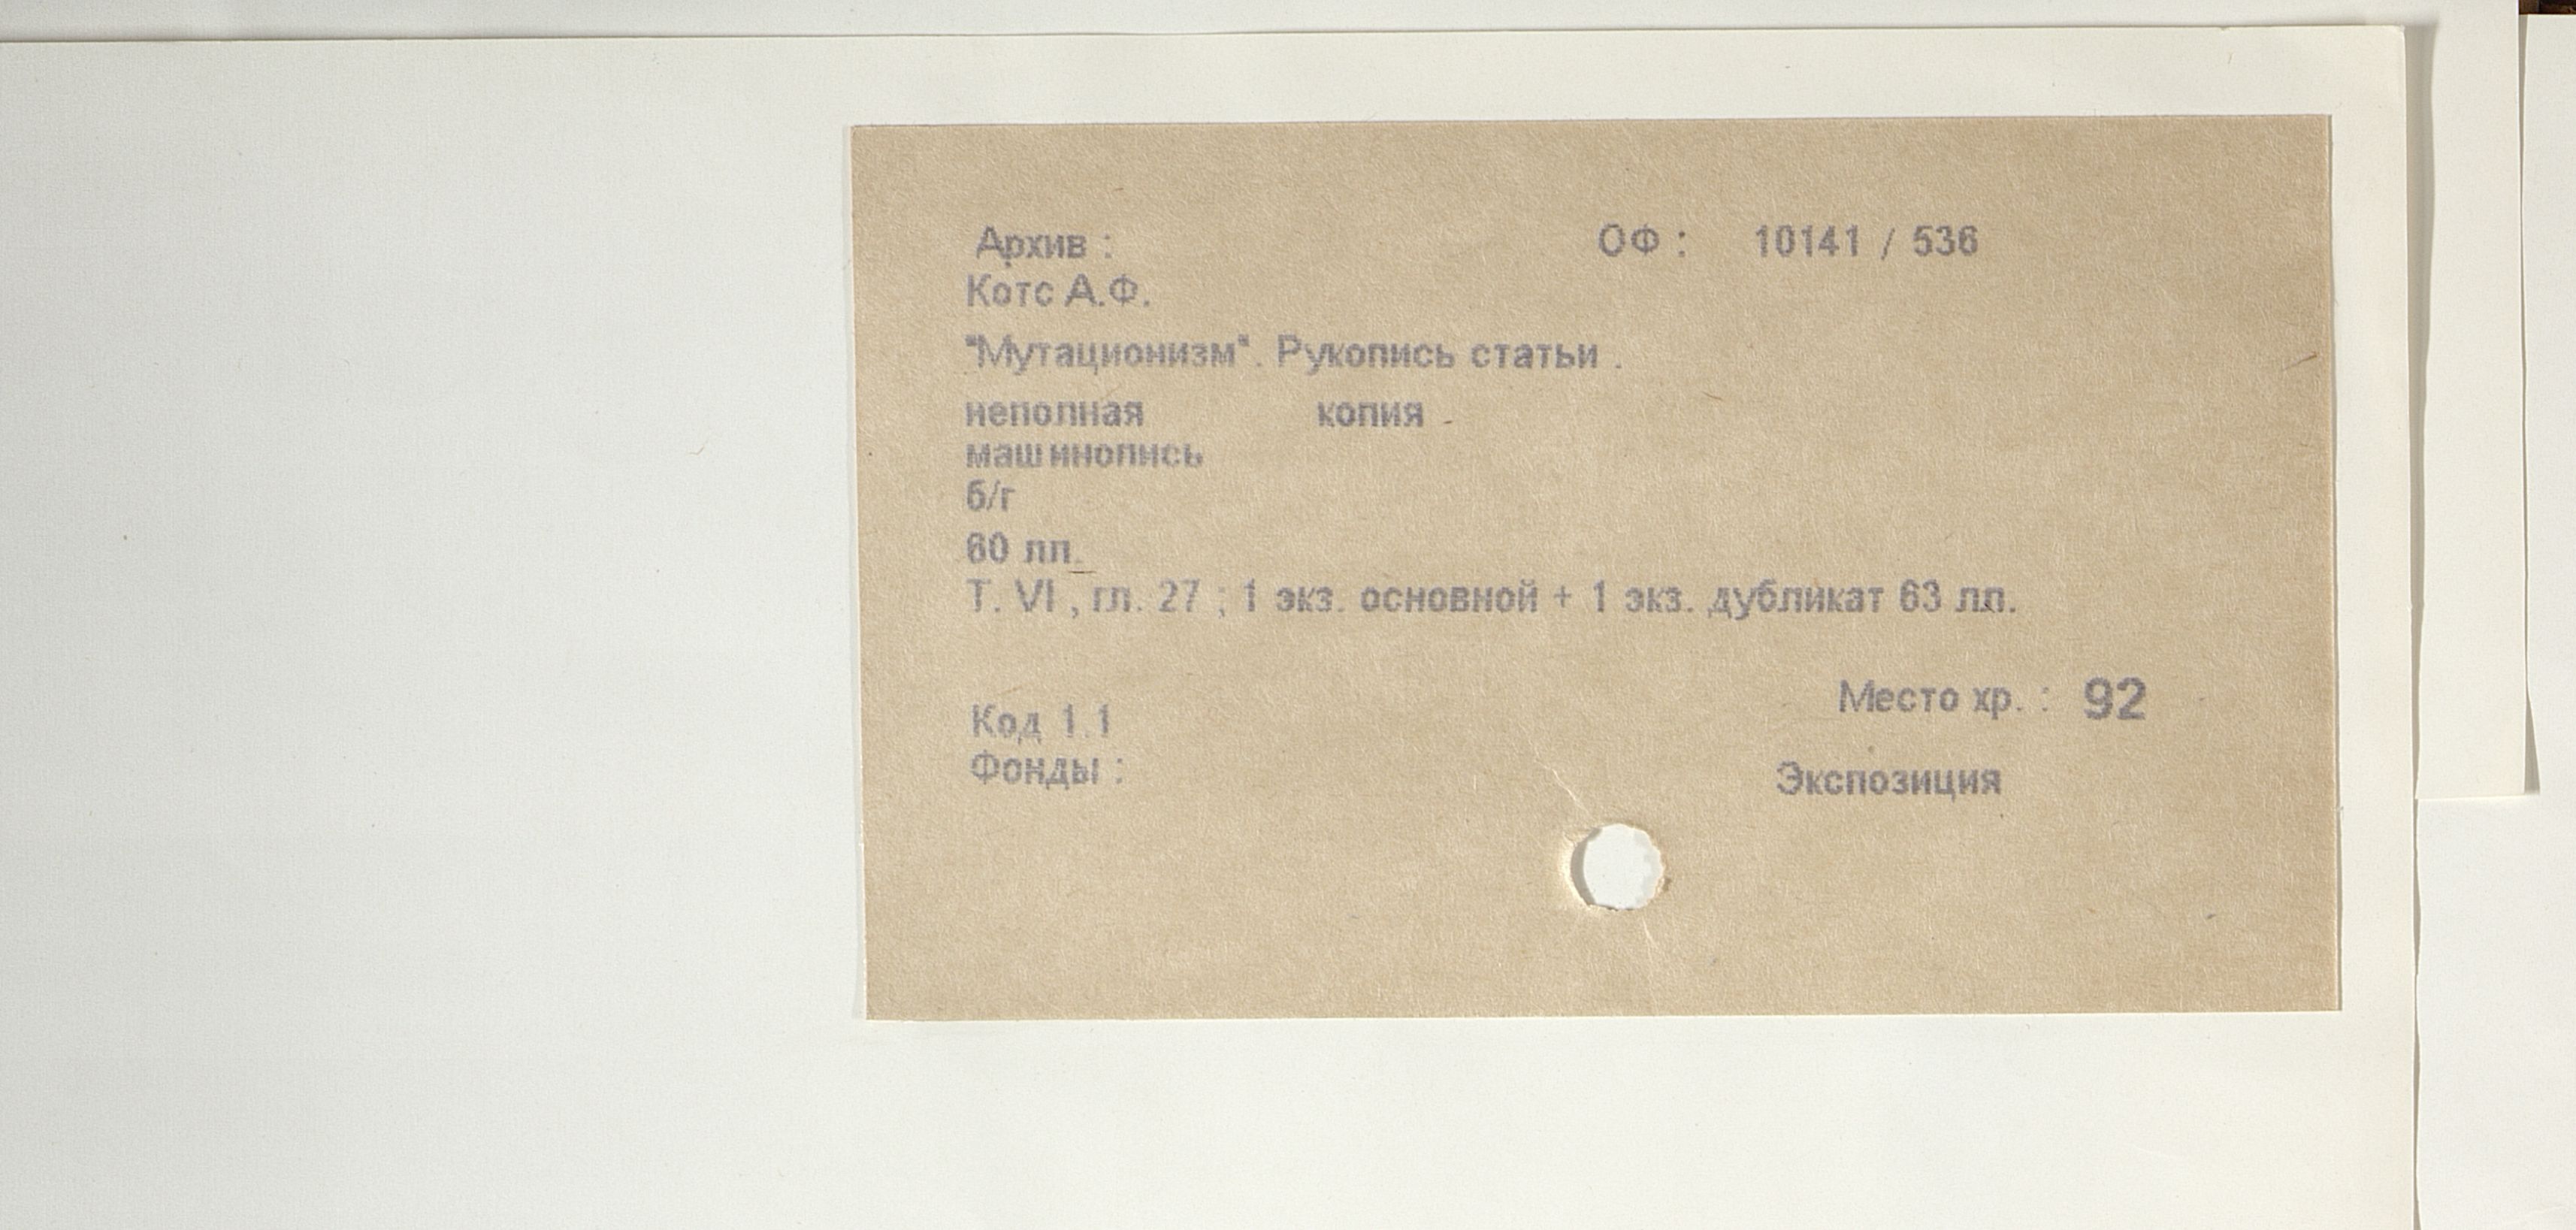 Архив : ОФ : 10141 / 536
Котс А.Ф.
"Мутационизм". Рукопись статьи .
неполная копия
машинопись
б/г
60 лл.
Т. VI , гл. 27 ; 1 экз. основной + 1 экз. дубликат 63 лл.
Место хр. : 92
Код 1.1
Фонды :
Экспозиция